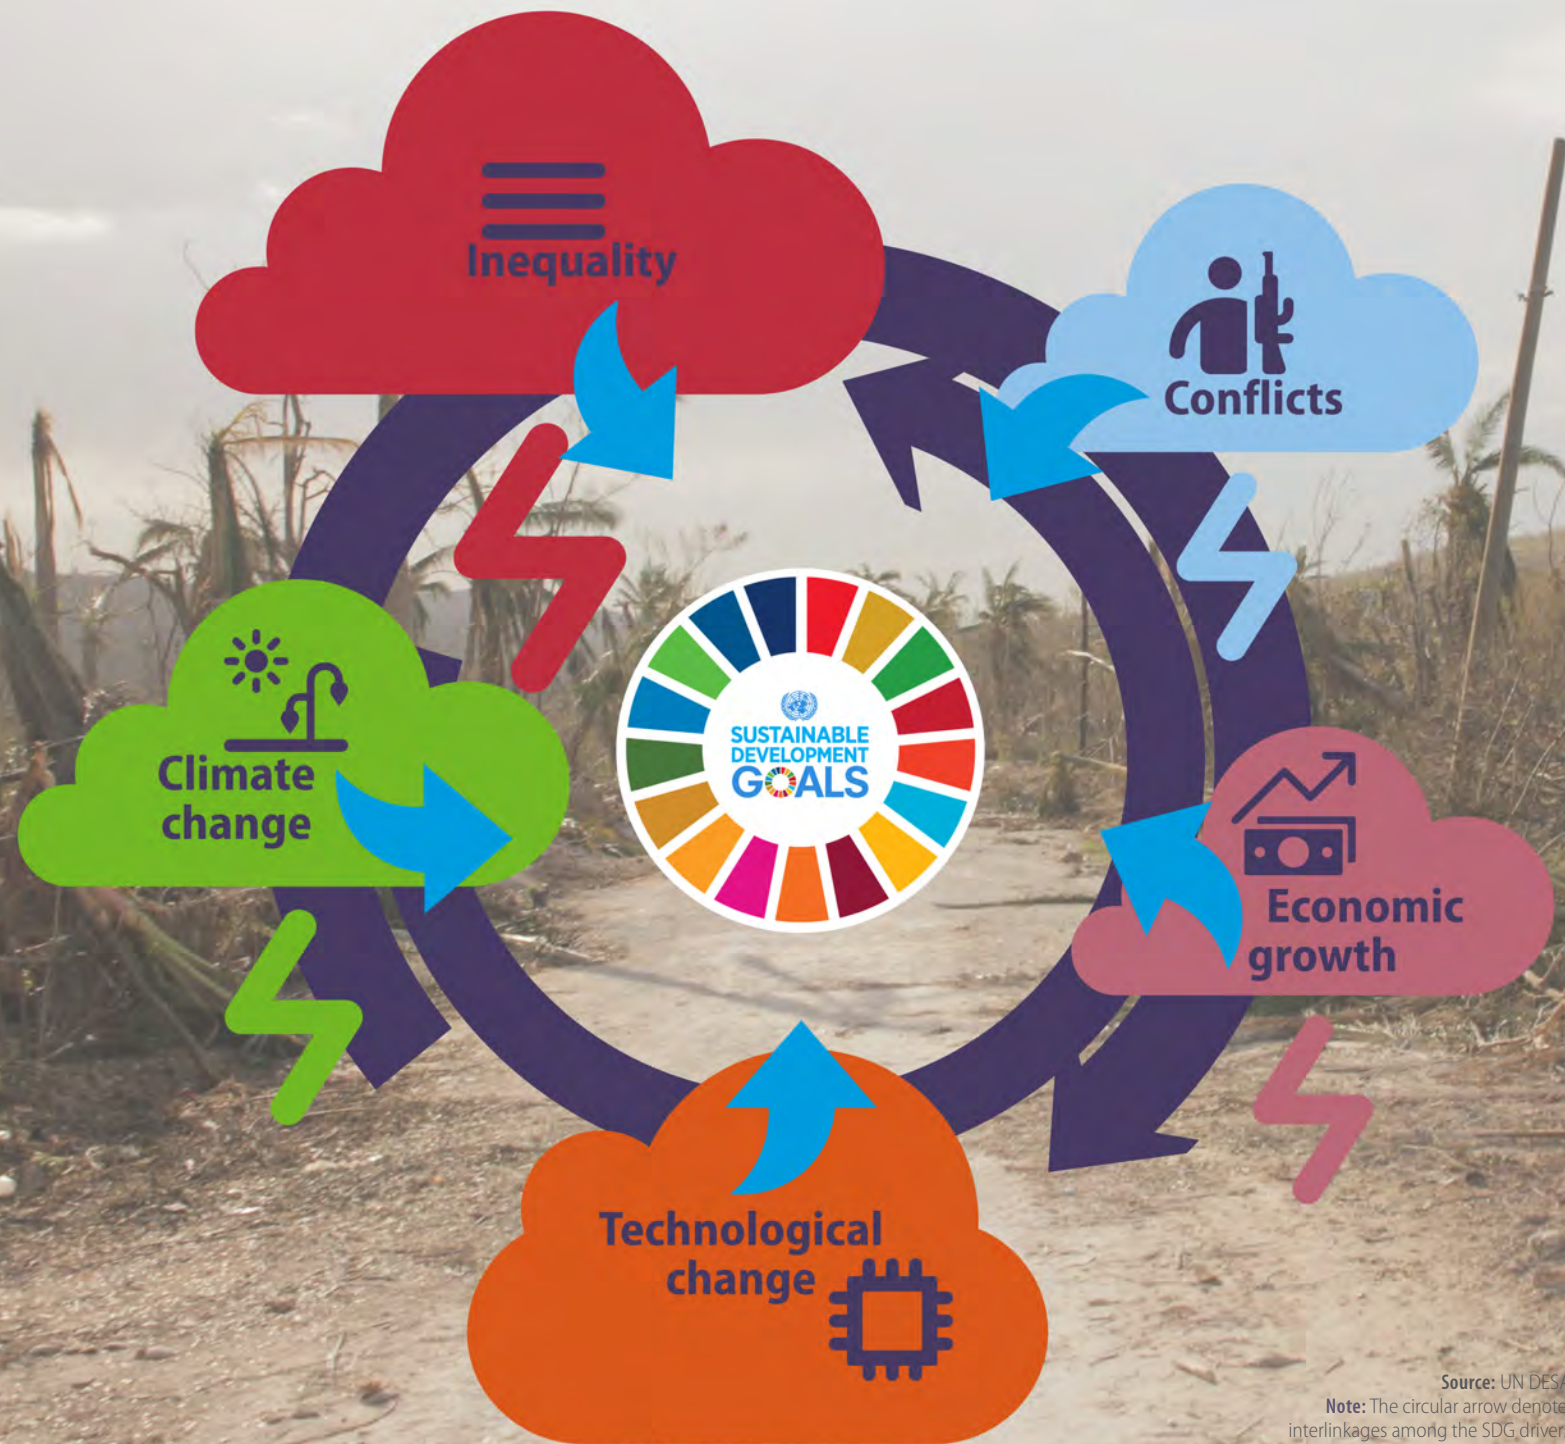 Inequality
Conflicts
Climate
change
SUSTAINABLE
DEVELOPMENT
GOALS
Economic
growth
Technological
change
Source: UN DESA
Note: The circular arrow denote
interlinkages among the SDG driver